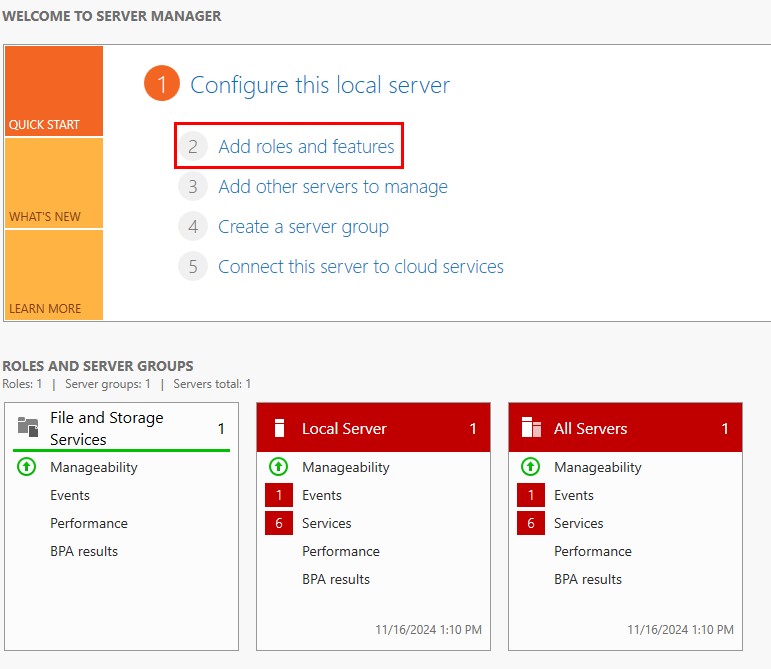 WELCOME TO SERVER MANAGER
QUICK START
WHAT'S NEW
LEARN MORE
1 Configure this local server
2 Add roles and features
3 Add other servers to manage
4 Create a server group
5 Connect this server to cloud services
ROLES AND SERVER GROUPS
Roles: 1 | Server groups: 1 | Servers total: 1
File and Storage
Services 1
Manageability
Events
Performance
BPA results
Local Server 1
Manageability
1 Events
6 Services
Performance
BPA results
11/16/2024 1:10 PM
All Servers 1
Manageability
1 Events
6 Services
Performance
BPA results
11/16/2024 1:10 PM